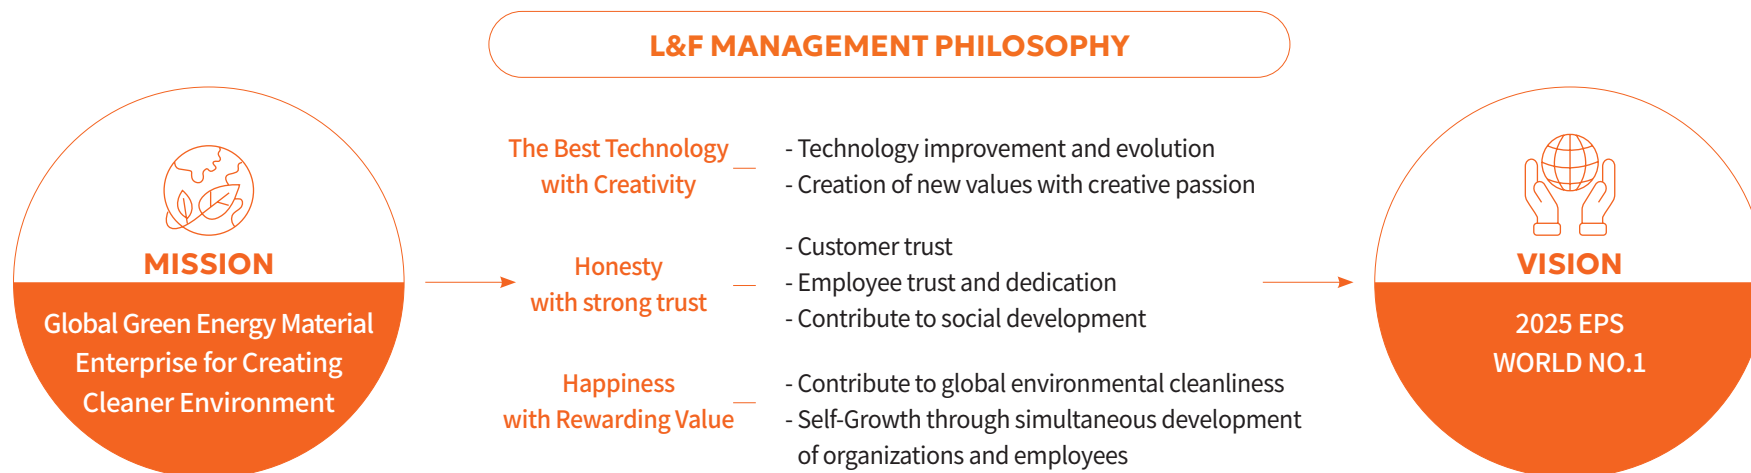 L&F MANAGEMENT PHILOSOPHY
MISSION
Global Green Energy Material
Enterprise for Creating
Cleaner Environment
The Best Technology
with Creativity
- Technology improvement and evolution
- Creation of new values with creative passion
Honesty
with strong trust
- Customer trust
- Employee trust and dedication
- Contribute to social development
Happiness
with Rewarding Value
- Contribute to global environmental cleanliness
- Self-Growth through simultaneous development
of organizations and employees
VISION
2025 EPS
WORLD NO.1